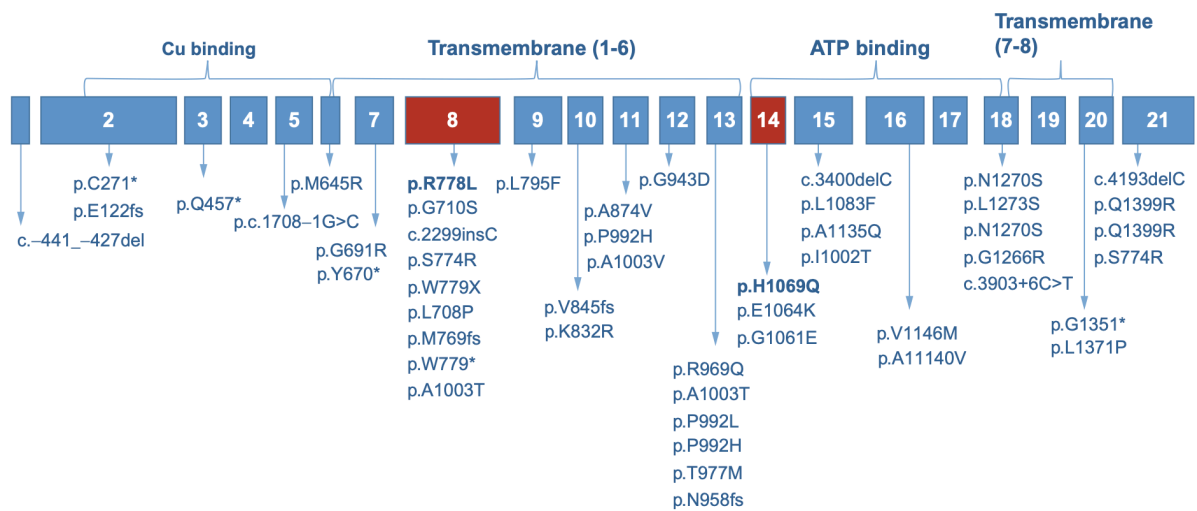 Cu binding
Transmembrane (1-6)
ATP binding
Transmembrane
(7-8)
2
3
4
5
7
8
9
10
11
12
13
14
15
16
17
18
19
20
21
c.–441_–427del
p.C271*
p.E122fs
p.Q457*
p.c.1708–1G>C
p.M645R
p.G691R
p.Y670*
p.R778L
p.G710S
c.2299insC
p.S774R
p.W779X
p.L708P
p.M769fs
p.W779*
p.A1003T
p.L795F
p.V845fs
p.K832R
p.A874V
p.P992H
p.A1003V
p.G943D
p.R969Q
p.A1003T
p.P992L
p.P992H
p.T977M
p.N958fs
p.H1069Q
p.E1064K
p.G1061E
c.3400delC
p.L1083F
p.A1135Q
p.I1002T
p.V1146M
p.A11140V
p.N1270S
p.L1273S
p.N1270S
p.G1266R
c.3903+6C>T
p.G1351*
p.L1371P
c.4193delC
p.Q1399R
p.Q1399R
p.S774R